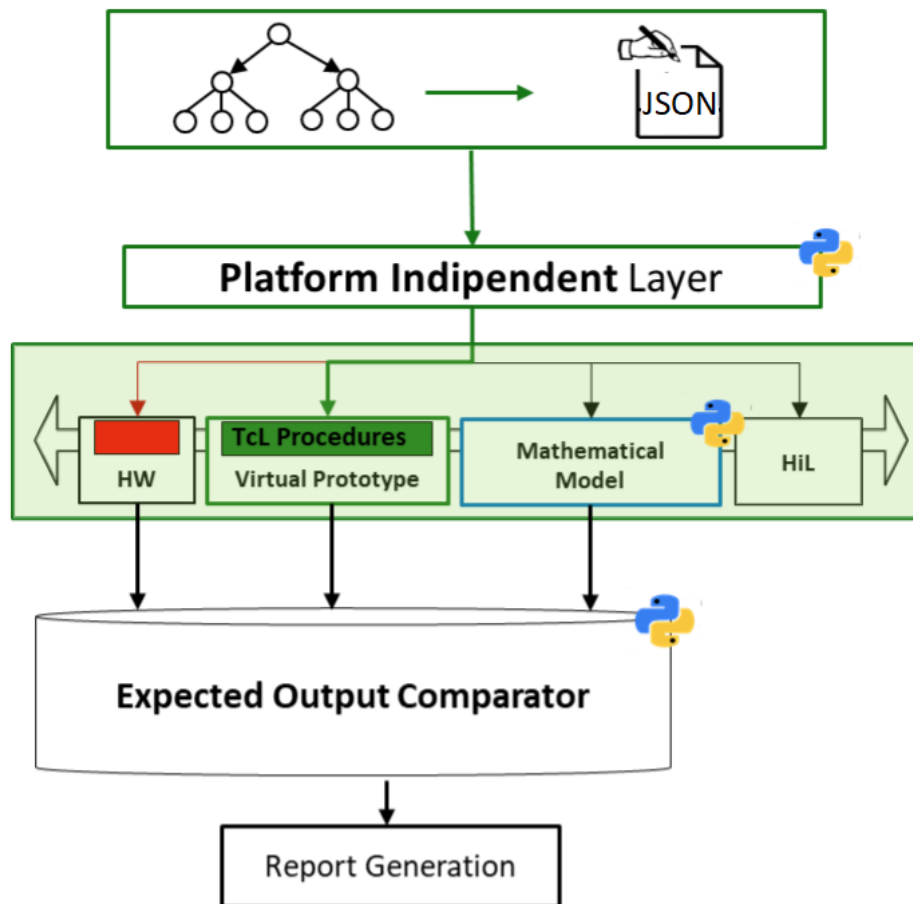 JSON
Platform Indipendent Layer
TcL Procedures
HW
Virtual Prototype
Mathematical
Model
HiL
Expected Output Comparator
Report Generation